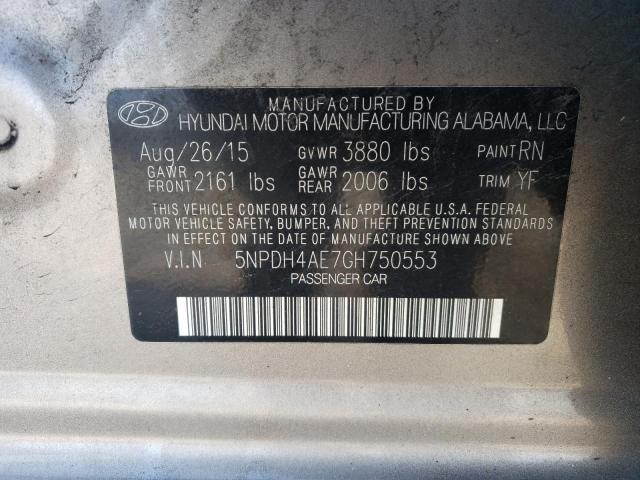 MANUFACTURED BY
HYUNDAI MOTOR MANUFACTURING ALABAMA, LLC
Aug/26/15 GVWR 3880 lbs PAINT RN
GAWR FRONT 2161 lbs GAWR REAR 2006 lbs TRIM YF
THIS VEHICLE CONFORMS TO ALL APPLICABLE U.S.A. FEDERAL
MOTOR VEHICLE SAFETY, BUMPER, AND THEFT PREVENTION STANDARDS
IN EFFECT ON THE DATE OF MANUFACTURE SHOWN ABOVE.
V.I.N 5NPDH4AE7GH750553
PASSENGER CAR